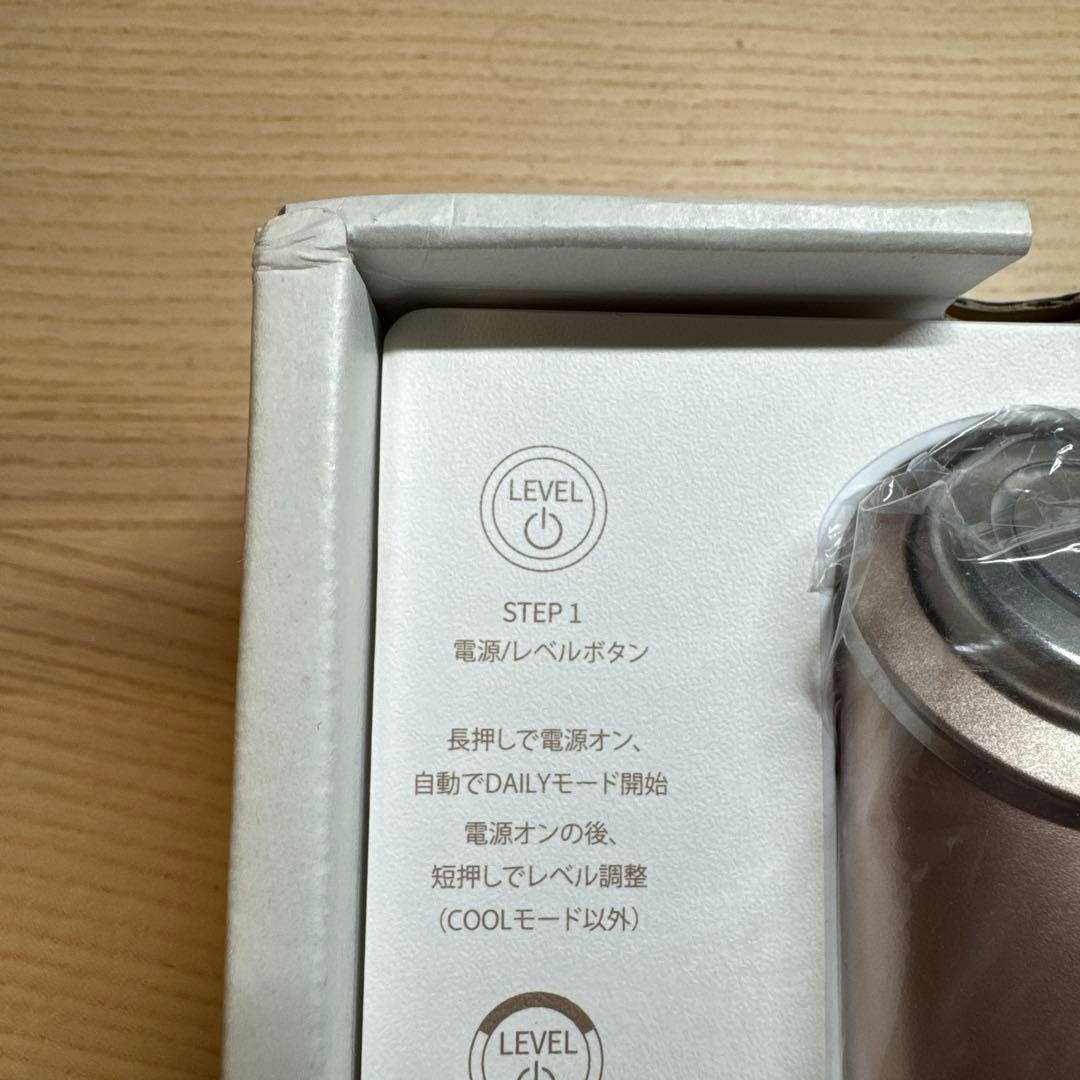 LEVEL
STEP 1
電源/レベルボタン
長押しで電源オン、
自動でDAILYモード開始
電源オンの後、
短押しでレベル調整
(COOLモード以外)
LEVEL